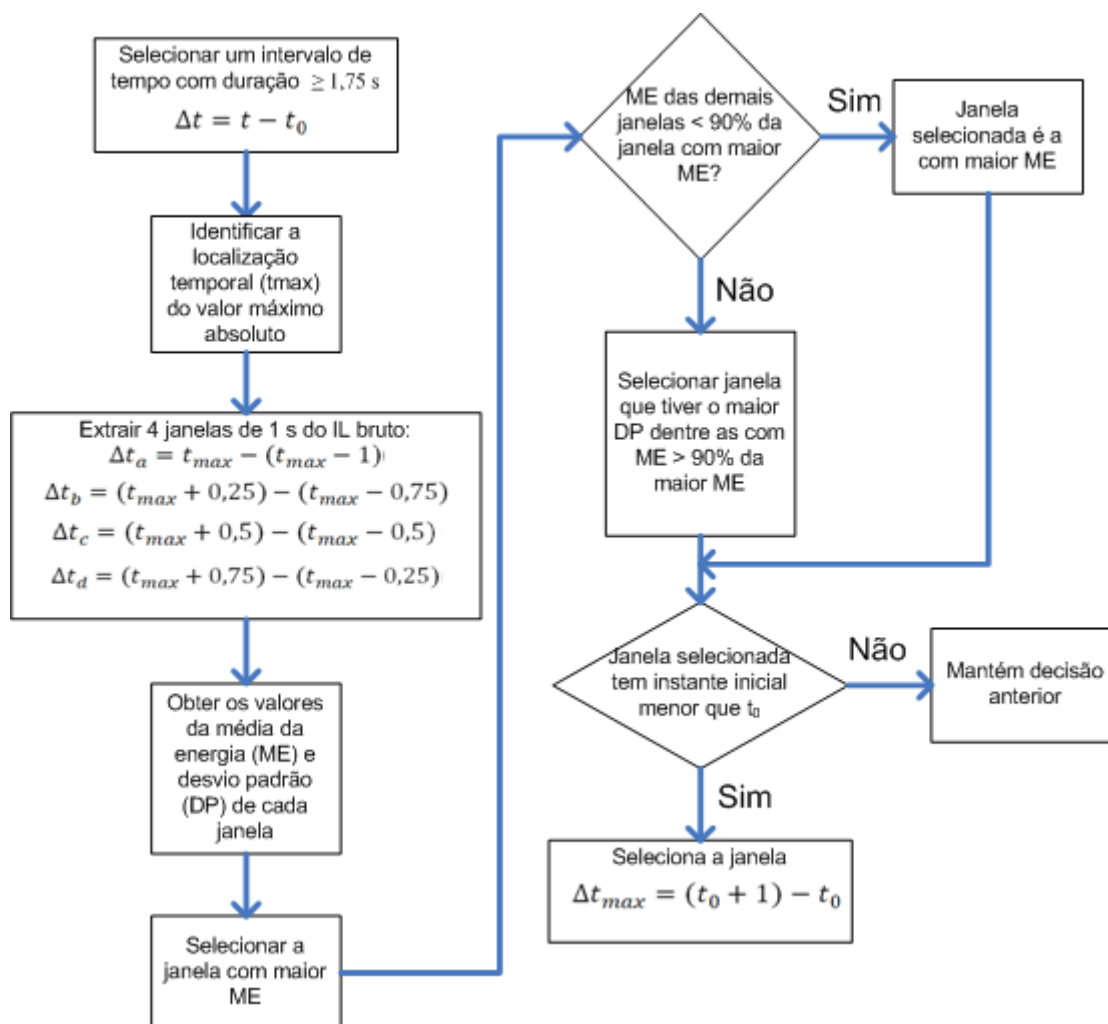 Selecionar um intervalo de
tempo com duração ≥ 1,75 s
Δt = t − t₀
Identificar a
localização
temporal (tmax)
do valor máximo
absoluto
Extrair 4 janelas de 1 s do IL bruto:
Δtₐ = tₘₐₓ − (tₘₐₓ − 1)
Δt_b = (tₘₐₓ + 0,25) − (tₘₐₓ − 0,75)
Δt_c = (tₘₐₓ + 0,5) − (tₘₐₓ − 0,5)
Δt_d = (tₘₐₓ + 0,75) − (tₘₐₓ − 0,25)
Obter os valores
da média da
energia (ME) e
desvio padrão
(DP) de cada
janela
Selecionar a
janela com maior
ME
ME das demais
janelas < 90% da
janela com maior
ME?
Sim
Janela
selecionada é a
com maior ME
Não
Selecionar janela
que tiver o maior
DP dentre as com
ME > 90% da
maior ME
Janela selecionada
tem instante inicial
menor que t₀
Não
Mantém decisão
anterior
Sim
Seleciona a janela
Δtₘₐₓ = (t₀ + 1) − t₀